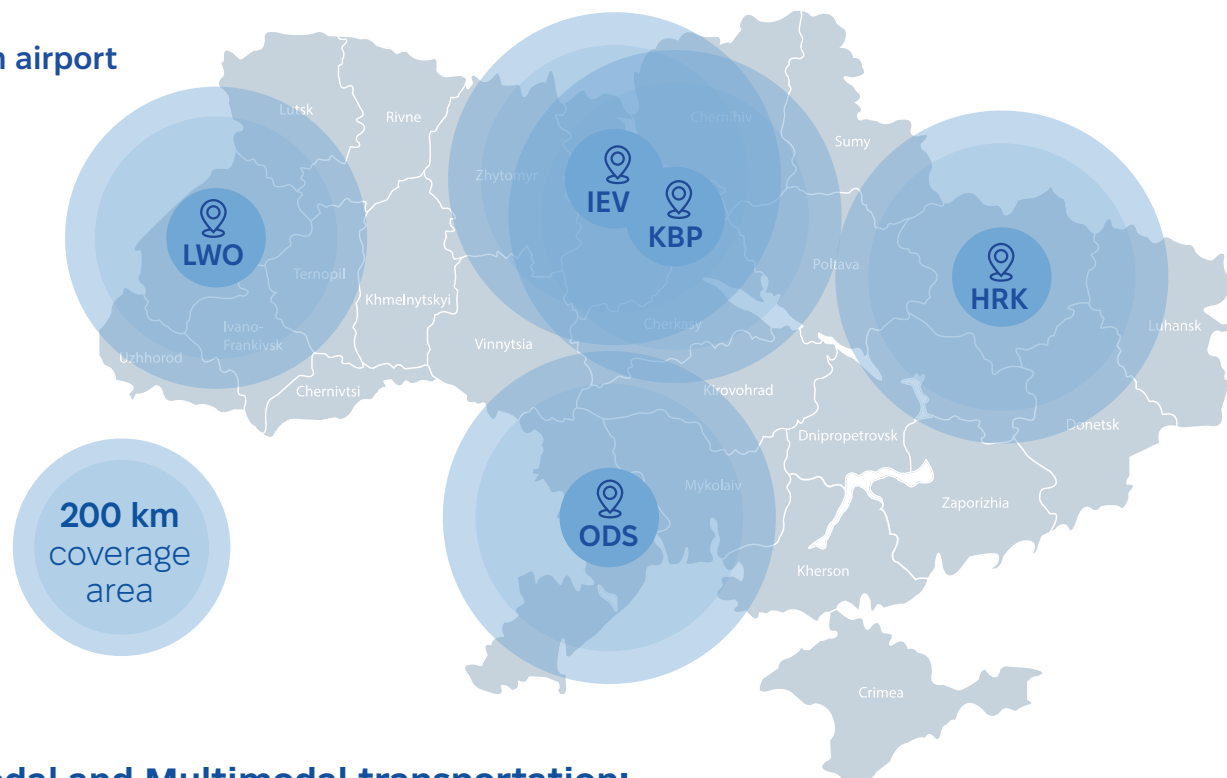 airport
Lutsk
Rivne
Chernihiv
Sumy
Zhytomyr
IEV
KBP
LWO
Ternopil
Poltava
HRK
Khmelnytskyi
Ivano-
Frankivsk
Cherkasy
Luhansk
Uzhhorod
Vinnytsia
Chernivtsi
Kirovohrad
Donetsk
Dnipropetrovsk
Mykolaiv
Zaporizhia
200 km
coverage
area
ODS
Kherson
Crimea
and Multimodal transportation: